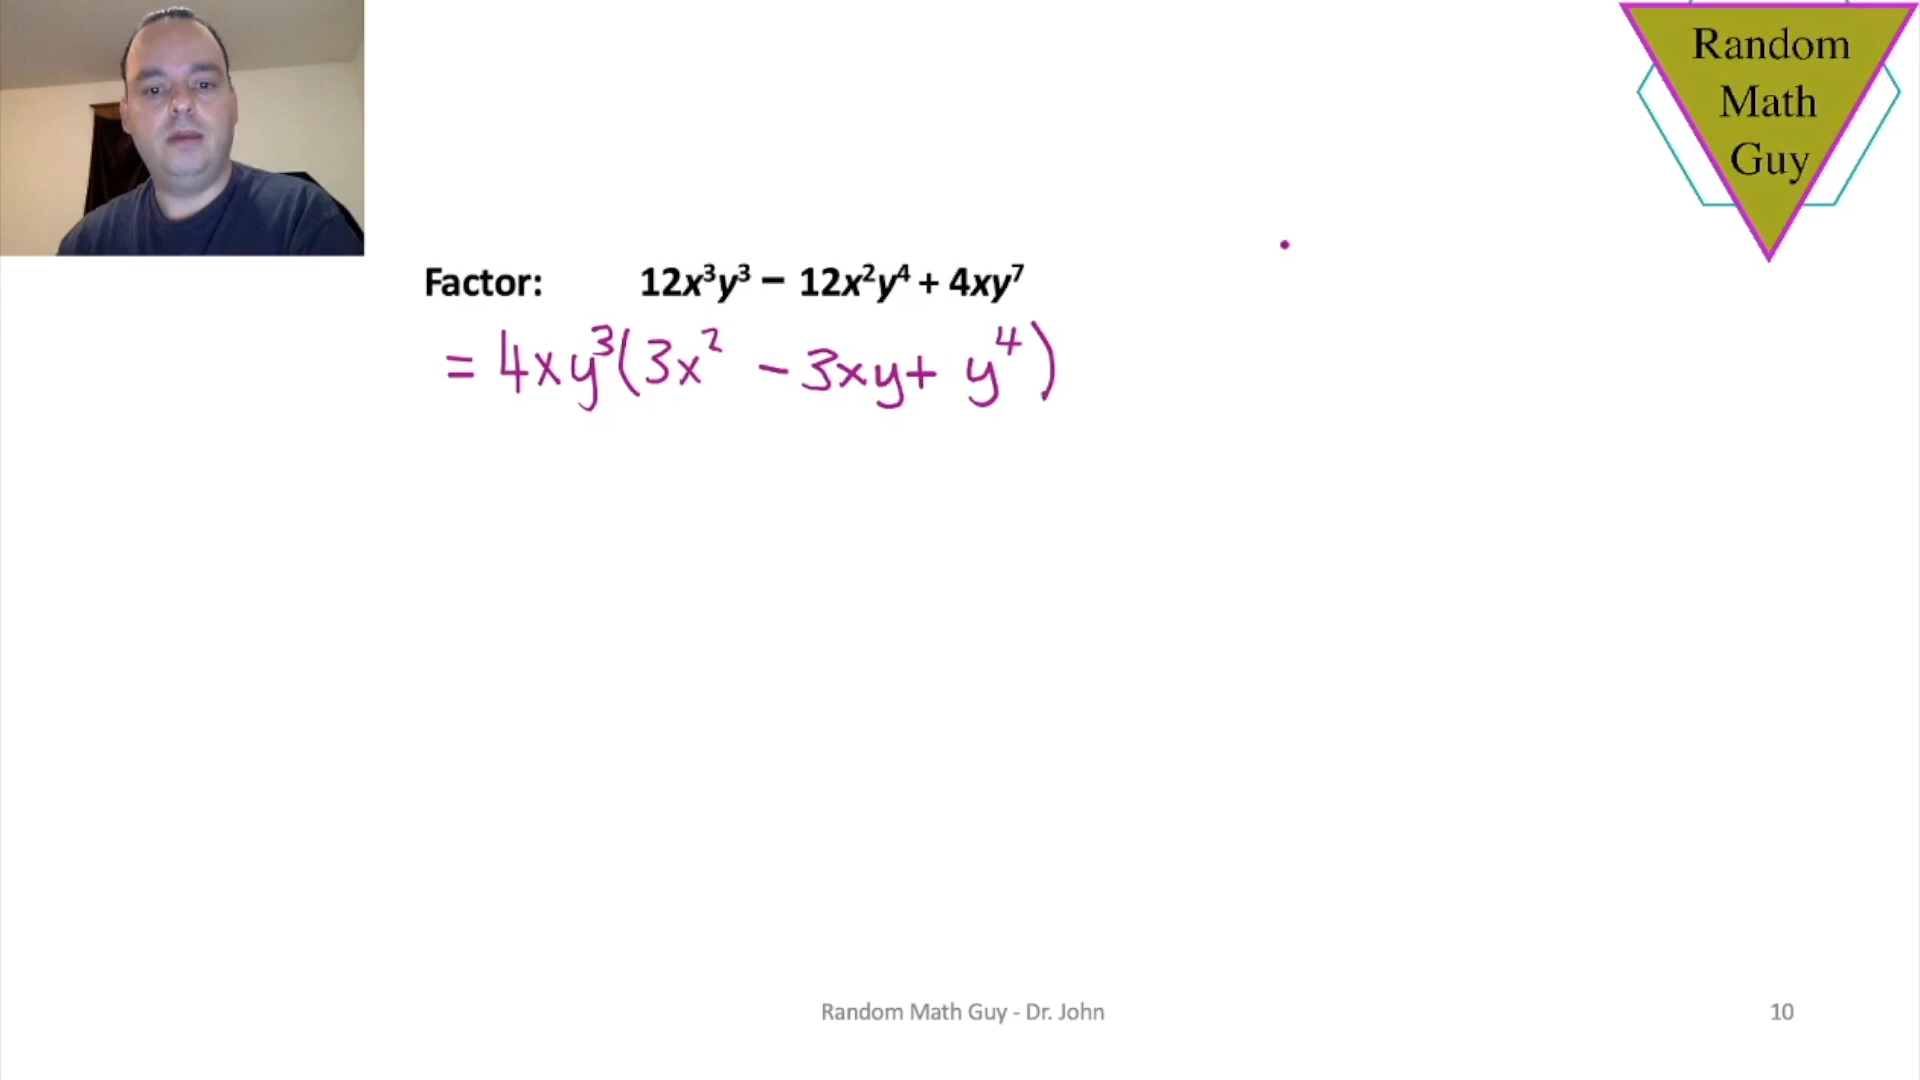 Random
Math
Guy
Factor: 12x³y³ − 12x²y⁴ + 4xy⁷
= 4xy³(3x² − 3xy + y⁴)
Random Math Guy - Dr. John
10